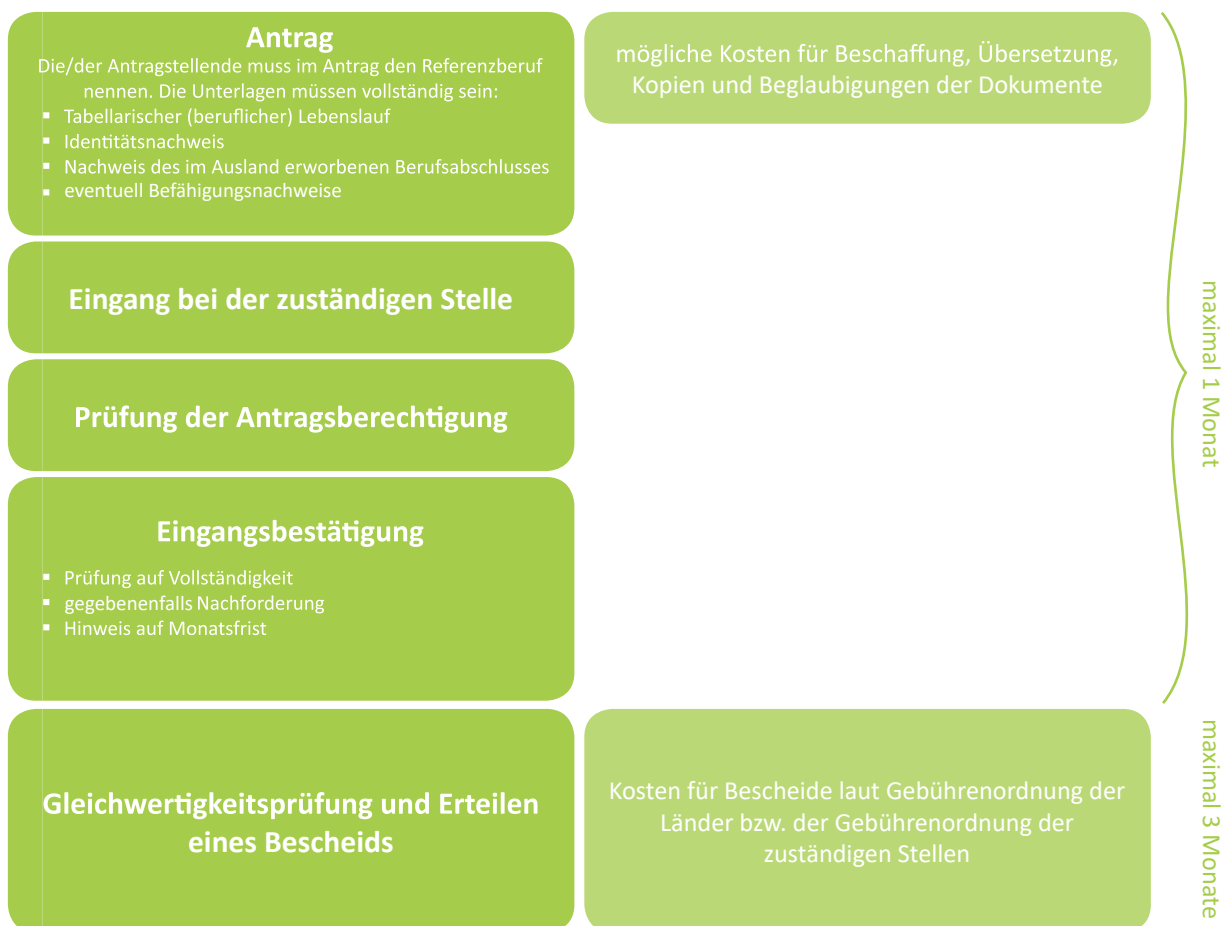 Antrag
Die/der Antragstellende muss im Antrag den Referenzberuf
nennen. Die Unterlagen müssen vollständig sein:
▪ Tabellarischer (beruflicher) Lebenslauf
▪ Identitätsnachweis
▪ Nachweis des im Ausland erworbenen Berufsabschlusses
▪ eventuell Befähigungsnachweise
mögliche Kosten für Beschaffung, Übersetzung,
Kopien und Beglaubigungen der Dokumente
Eingang bei der zuständigen Stelle
Prüfung der Antragsberechtigung
Eingangsbestätigung
▪ Prüfung auf Vollständigkeit
▪ gegebenenfalls Nachforderung
▪ Hinweis auf Monatsfrist
maximal 1 Monat
Gleichwertigkeitsprüfung und Erteilen
eines Bescheids
Kosten für Bescheide laut Gebührenordnung der
Länder bzw. der Gebührenordnung der
zuständigen Stellen
maximal 3 Monate